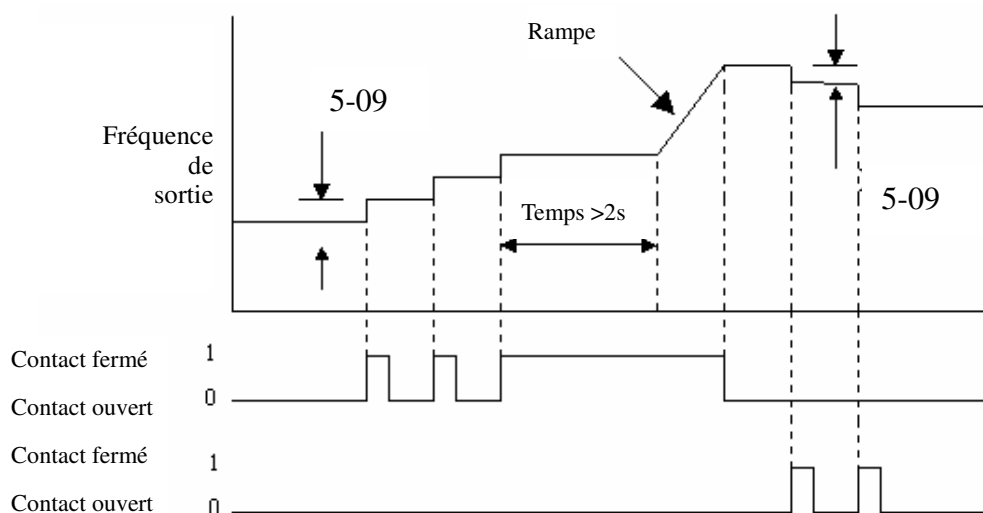 Rampe
5-09
Fréquence
de
sortie
5-09
Temps >2s
Contact fermé 1
Contact ouvert 0
Contact fermé 1
Contact ouvert 0